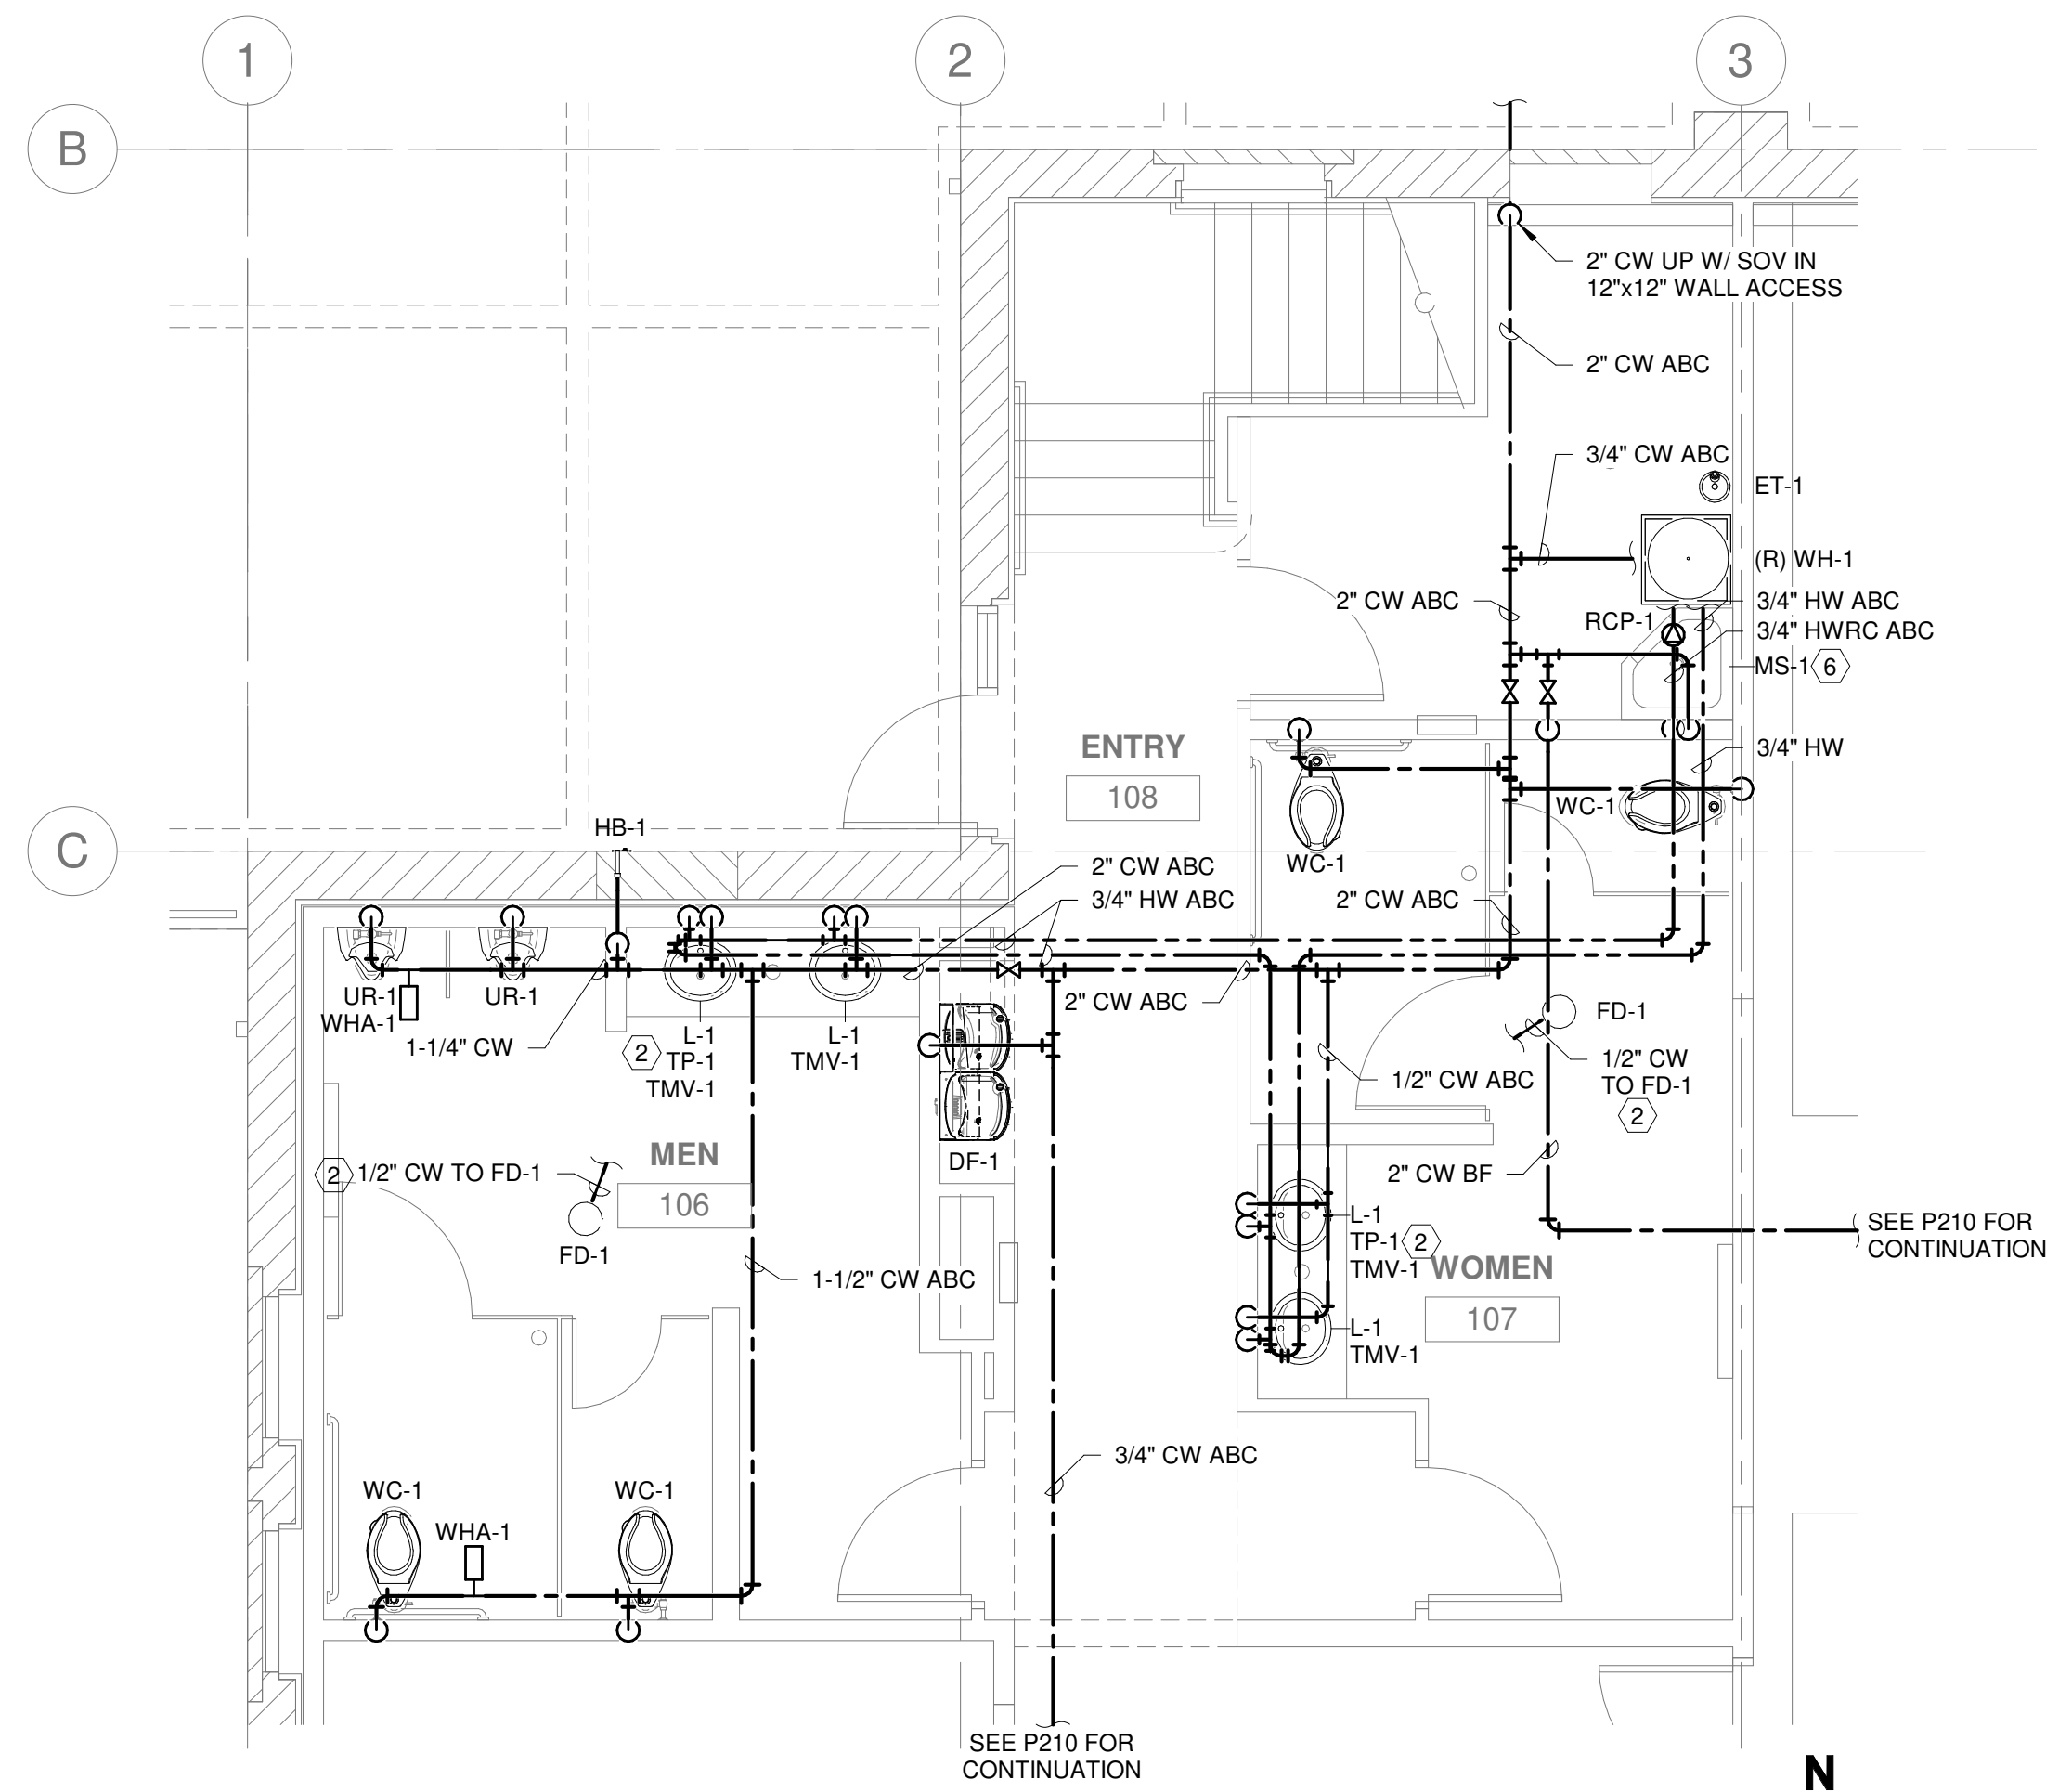 1
2
3
B
2" CW UP W/ SOV IN
12"x12" WALL ACCESS
2" CW ABC
3/4" CW ABC
ET-1
(R) WH-1
2" CW ABC
3/4" HW ABC
RCP-1
3/4" HWRC ABC
MS-1
6
ENTRY
108
3/4" HW
WC-1
HB-1
C
WC-1
2" CW ABC
3/4" HW ABC
2" CW ABC
UR-1
WHA-1
UR-1
2" CW ABC
FD-1
1-1/4" CW
2
L-1
TP-1
TMV-1
L-1
TMV-1
1/2" CW ABC
1/2" CW
TO FD-1
2
MEN
106
DF-1
2
1/2" CW TO FD-1
2" CW BF
FD-1
L-1
TP-1
2
TMV-1
SEE P210 FOR
CONTINUATION
1-1/2" CW ABC
WOMEN
107
L-1
TMV-1
3/4" CW ABC
WC-1
WC-1
WHA-1
SEE P210 FOR
CONTINUATION
N